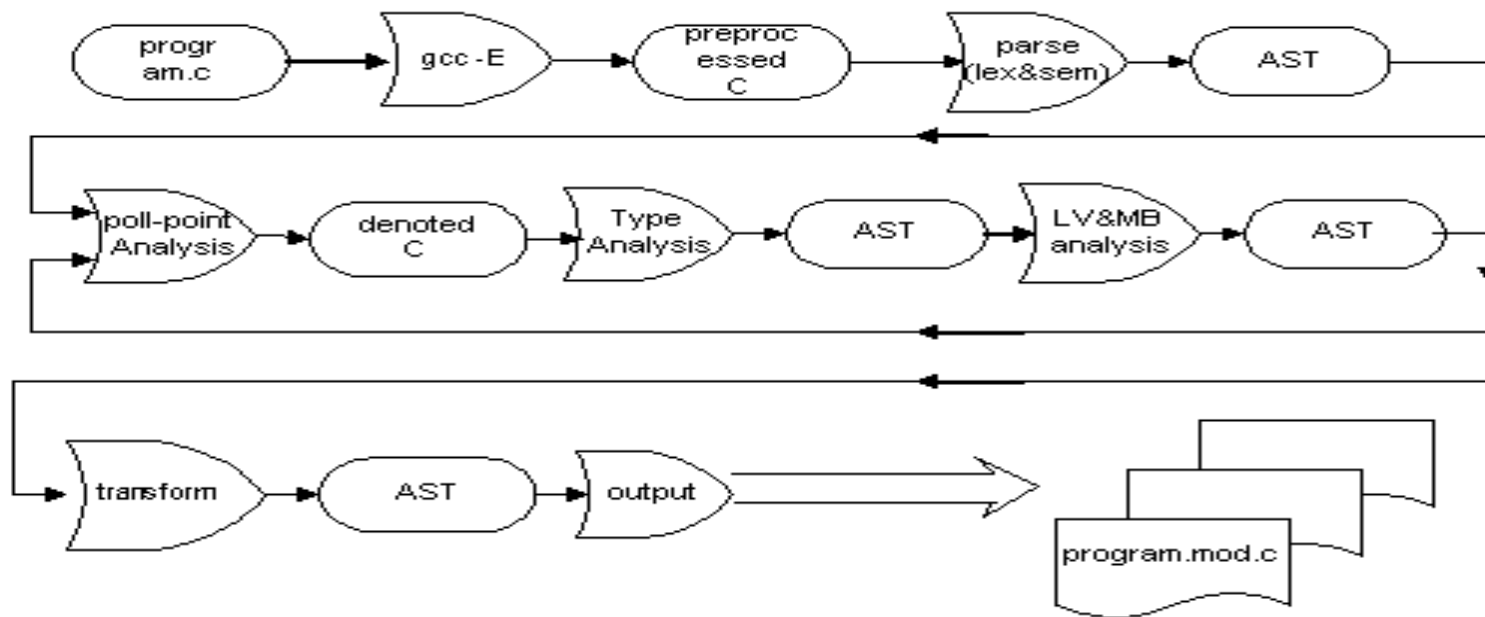 progr
am.c
gcc -E
preproc
essed
C
parse
(lex&sem)
AST
poll-point
Analysis
denoted
C
Type
Analysis
AST
LV&MB
analysis
AST
transform
AST
output
program.mod.c